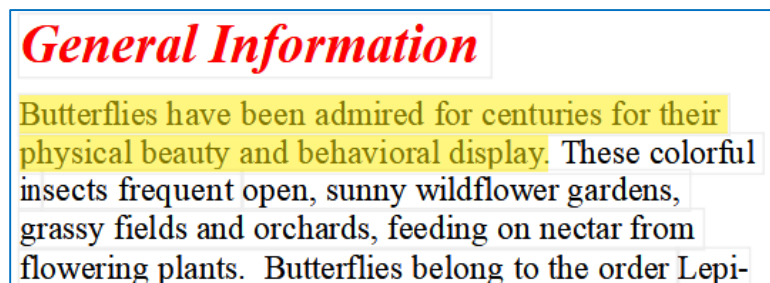 General Information
Butterflies have been admired for centuries for their
physical beauty and behavioral display. These colorful
insects frequent open, sunny wildflower gardens,
grassy fields and orchards, feeding on nectar from
flowering plants.  Butterflies belong to the order Lepi-